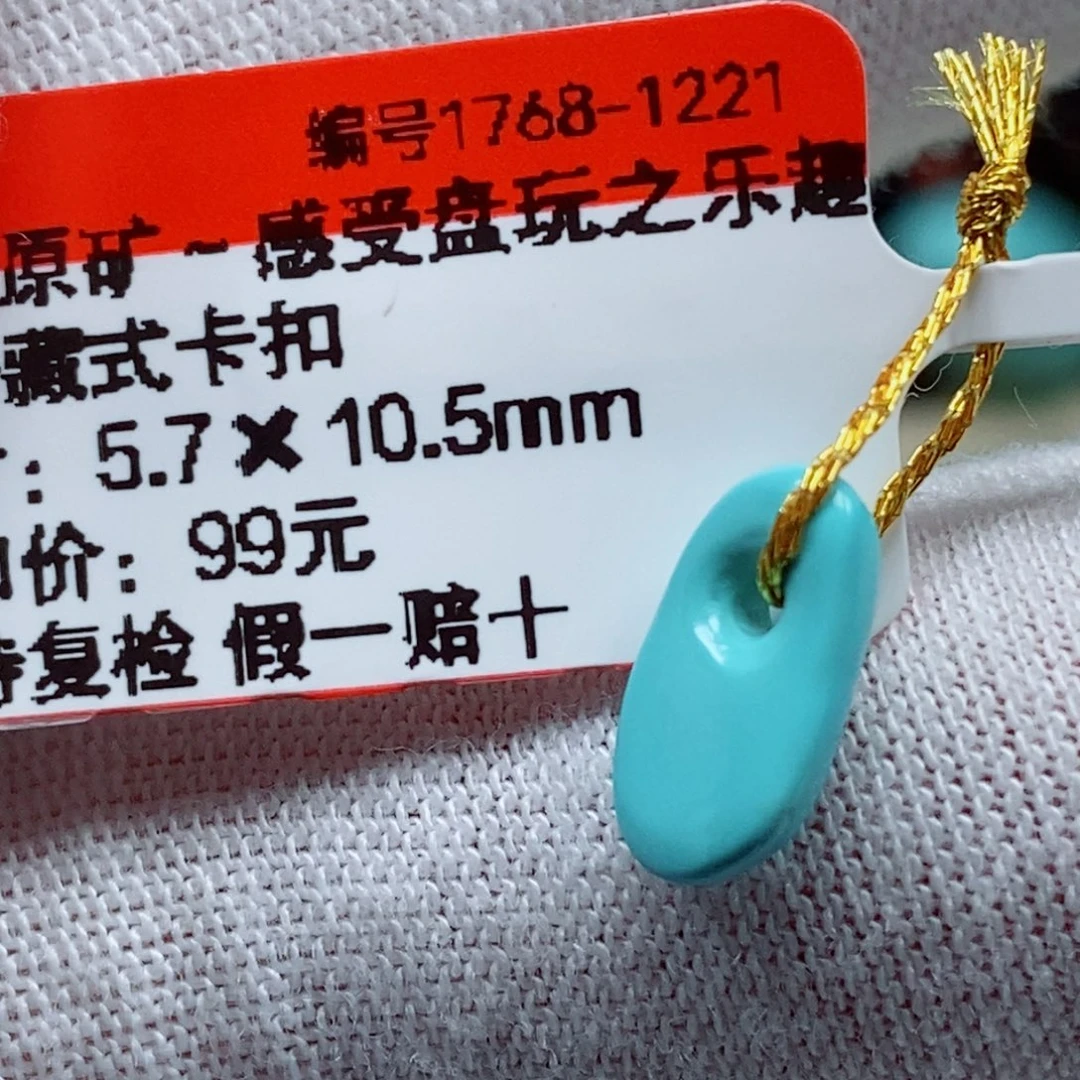 编号1768-1221
原矿~感受盘玩之乐趣
藏式卡扣
: 5.7×10.5mm
价: 99元
复检 假一赔十